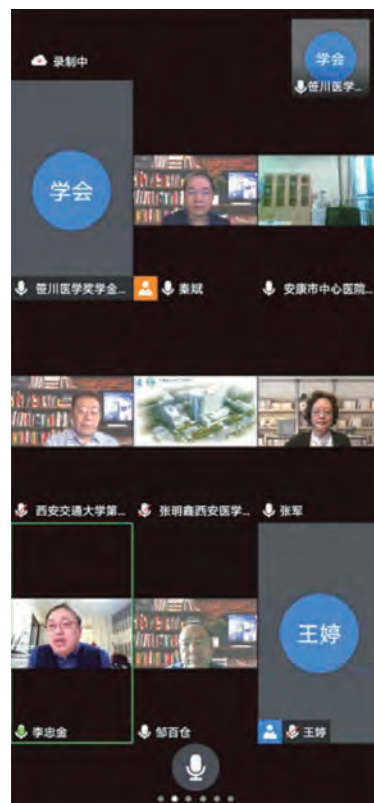 录制中
学会
笹川医学...
学会
笹川医学奖学金...
秦斌
安康市中心医院...
西安交通大学第...
张明鑫西安医学...
张军
李忠金
邹百仓
王婷
王婷